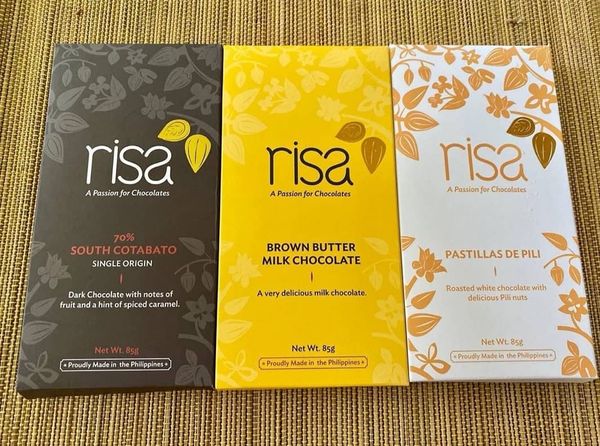 risa
A Passion for Chocolates
70%
SOUTH COTABATO
SINGLE ORIGIN
Dark Chocolate with notes of
fruit and a hint of spiced caramel.
Net Wt. 85g
• Proudly Made in the Philippines •
risa
A Passion for Chocolates
BROWN BUTTER
MILK CHOCOLATE
A very delicious milk chocolate.
Net Wt. 85g
• Proudly Made in the Philippines •
risa
A Passion for Chocolates
PASTILLAS DE PILI
Roasted white chocolate with
delicious Pili nuts
Net Wt. 85g
• Proudly Made in the Philippines •